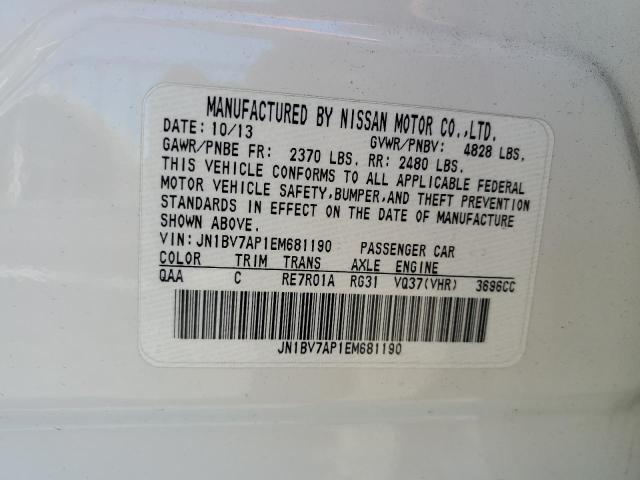 MANUFACTURED BY NISSAN MOTOR CO.,LTD.
DATE: 10/13 GVWR/PNBV: 4828 LBS.
GAWR/PNBE FR: 2370 LBS. RR: 2480 LBS.
THIS VEHICLE CONFORMS TO ALL APPLICABLE FEDERAL
MOTOR VEHICLE SAFETY,BUMPER,AND THEFT PREVENTION
STANDARDS IN EFFECT ON THE DATE OF MANUFACTURE
SHOWN ABOVE.
VIN: JN1BV7AP1EM681190 PASSENGER CAR
COLOR TRIM TRANS AXLE ENGINE
QAA C RE7R01A RG31 VQ37(VHR) 3696CC
JN1BV7AP1EM681190